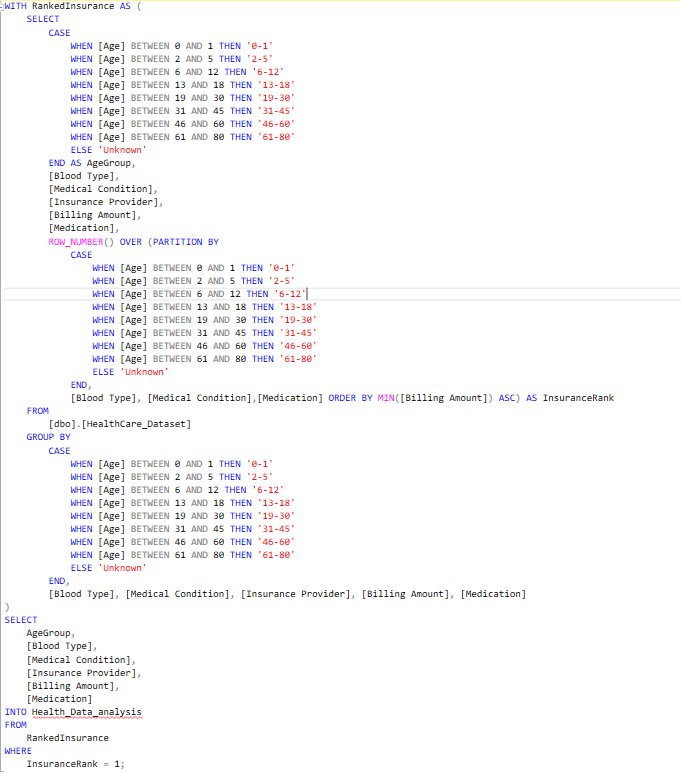 WITH RankedInsurance AS (
SELECT
CASE
WHEN [Age] BETWEEN 0 AND 1 THEN '0-1'
WHEN [Age] BETWEEN 2 AND 5 THEN '2-5'
WHEN [Age] BETWEEN 6 AND 12 THEN '6-12'
WHEN [Age] BETWEEN 13 AND 18 THEN '13-18'
WHEN [Age] BETWEEN 19 AND 30 THEN '19-30'
WHEN [Age] BETWEEN 31 AND 45 THEN '31-45'
WHEN [Age] BETWEEN 46 AND 60 THEN '46-60'
WHEN [Age] BETWEEN 61 AND 80 THEN '61-80'
ELSE 'Unknown'
END AS AgeGroup,
[Blood Type],
[Medical Condition],
[Insurance Provider],
[Billing Amount],
[Medication],
ROW_NUMBER() OVER (PARTITION BY
CASE
WHEN [Age] BETWEEN 0 AND 1 THEN '0-1'
WHEN [Age] BETWEEN 2 AND 5 THEN '2-5'
WHEN [Age] BETWEEN 6 AND 12 THEN '6-12'
WHEN [Age] BETWEEN 13 AND 18 THEN '13-18'
WHEN [Age] BETWEEN 19 AND 30 THEN '19-30'
WHEN [Age] BETWEEN 31 AND 45 THEN '31-45'
WHEN [Age] BETWEEN 46 AND 60 THEN '46-60'
WHEN [Age] BETWEEN 61 AND 80 THEN '61-80'
ELSE 'Unknown'
END,
[Blood Type], [Medical Condition],[Medication] ORDER BY MIN([Billing Amount]) ASC) AS InsuranceRank
FROM
[dbo].[HealthCare_Dataset]
GROUP BY
CASE
WHEN [Age] BETWEEN 0 AND 1 THEN '0-1'
WHEN [Age] BETWEEN 2 AND 5 THEN '2-5'
WHEN [Age] BETWEEN 6 AND 12 THEN '6-12'
WHEN [Age] BETWEEN 13 AND 18 THEN '13-18'
WHEN [Age] BETWEEN 19 AND 30 THEN '19-30'
WHEN [Age] BETWEEN 31 AND 45 THEN '31-45'
WHEN [Age] BETWEEN 46 AND 60 THEN '46-60'
WHEN [Age] BETWEEN 61 AND 80 THEN '61-80'
ELSE 'Unknown'
END,
[Blood Type], [Medical Condition], [Insurance Provider], [Billing Amount], [Medication]
)
SELECT
AgeGroup,
[Blood Type],
[Medical Condition],
[Insurance Provider],
[Billing Amount],
[Medication]
INTO Health_Data_analysis
FROM
RankedInsurance
WHERE
InsuranceRank = 1;